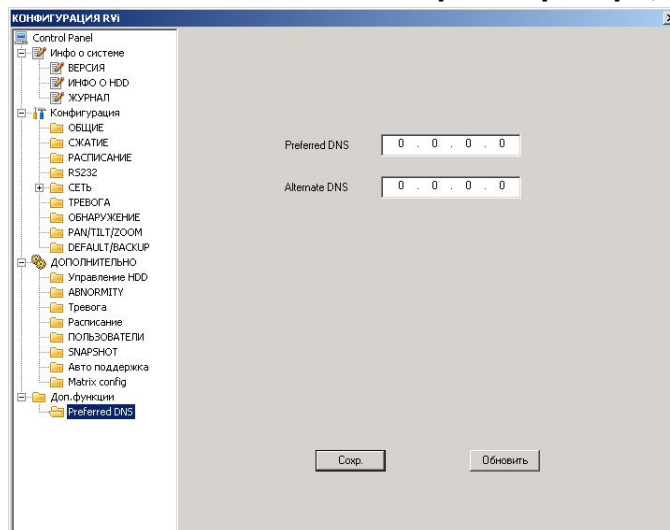 КОНФИГУРАЦИЯ RVi
Control Panel
Инфо о системе
ВЕРСИЯ
ИНФО О HDD
ЖУРНАЛ
Конфигурация
ОБЩИЕ
СЖАТИЕ
РАСПИСАНИЕ
RS232
СЕТЬ
ТРЕВОГА
ОБНАРУЖЕНИЕ
PAN/TILT/ZOOM
DEFAULT/BACKUP
ДОПОЛНИТЕЛЬНО
Управление HDD
ABNORMITY
Тревога
Расписание
ПОЛЬЗОВАТЕЛИ
SNAPSHOT
Авто поддержка
Matrix config
Доп.функции
Preferred DNS
Preferred DNS 0 . 0 . 0 . 0
Alternate DNS 0 . 0 . 0 . 0
Сохр. Обновить